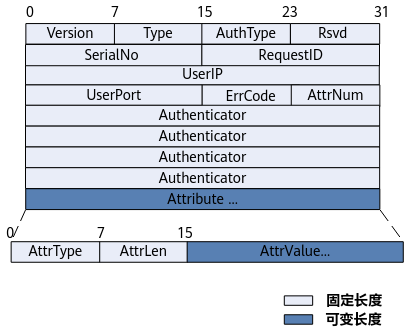 0 7 15 23 31
Version Type AuthType Rsvd
SerialNo RequestID
UserIP
UserPort ErrCode AttrNum
Authenticator
Authenticator
Authenticator
Authenticator
Attribute ...
0 7 15
AttrType AttrLen AttrValue...
固定长度
可变长度